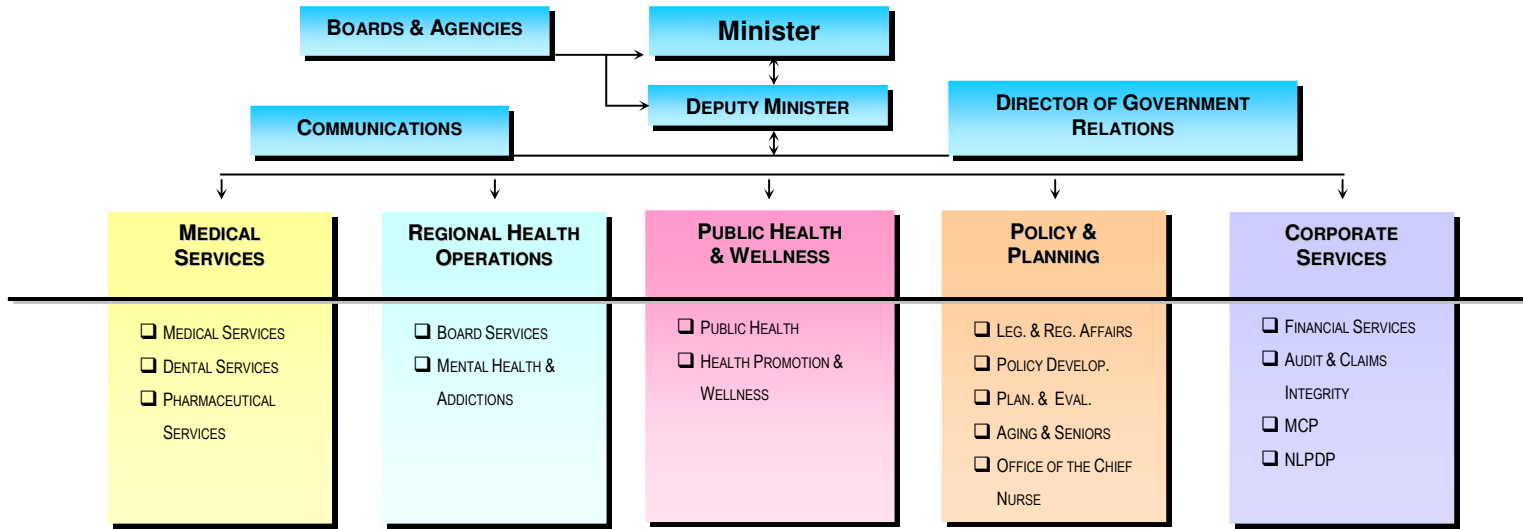 BOARDS & AGENCIES
Minister
DEPUTY MINISTER
COMMUNICATIONS
DIRECTOR OF GOVERNMENT
RELATIONS
MEDICAL
SERVICES
❑ MEDICAL SERVICES
❑ DENTAL SERVICES
❑ PHARMACEUTICAL
SERVICES
REGIONAL HEALTH
OPERATIONS
❑ BOARD SERVICES
❑ MENTAL HEALTH &
ADDICTIONS
PUBLIC HEALTH
& WELLNESS
❑ PUBLIC HEALTH
❑ HEALTH PROMOTION &
WELLNESS
POLICY &
PLANNING
❑ LEG. & REG. AFFAIRS
❑ POLICY DEVELOP.
❑ PLAN. & EVAL.
❑ AGING & SENIORS
❑ OFFICE OF THE CHIEF
NURSE
CORPORATE
SERVICES
❑ FINANCIAL SERVICES
❑ AUDIT & CLAIMS
INTEGRITY
❑ MCP
❑ NLPDP